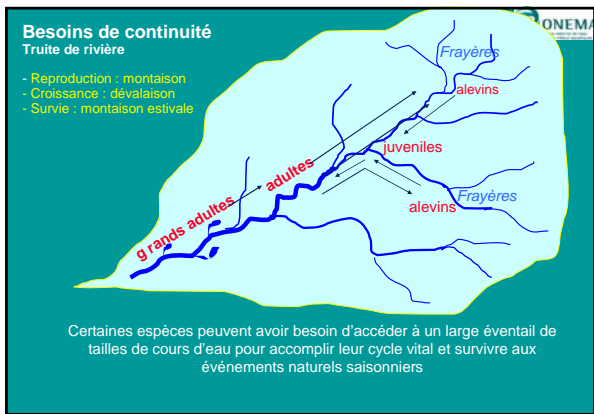 Besoins de continuité
Truite de rivière
- Reproduction : montaison
- Croissance : dévalaison
- Survie : montaison estivale
ONEMA
Frayères
alevins
juveniles
adultes
Frayères
alevins
g rands adultes
Certaines espèces peuvent avoir besoin d'accéder à un large éventail de
tailles de cours d'eau pour accomplir leur cycle vital et survivre aux
événements naturels saisonniers